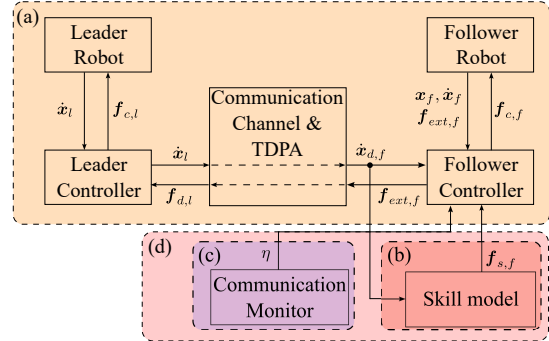 (a)
Leader
Robot
Follower
Robot
ẋ_l
f_{c,l}
Communication
Channel &
TDPA
x_f, ẋ_f
f_{ext,f}
f_{c,f}
Leader
Controller
ẋ_l
f_{d,l}
ẋ_{d,f}
f_{ext,f}
Follower
Controller
(d)
(c)
η
Communication
Monitor
(b)
f_{s,f}
Skill model